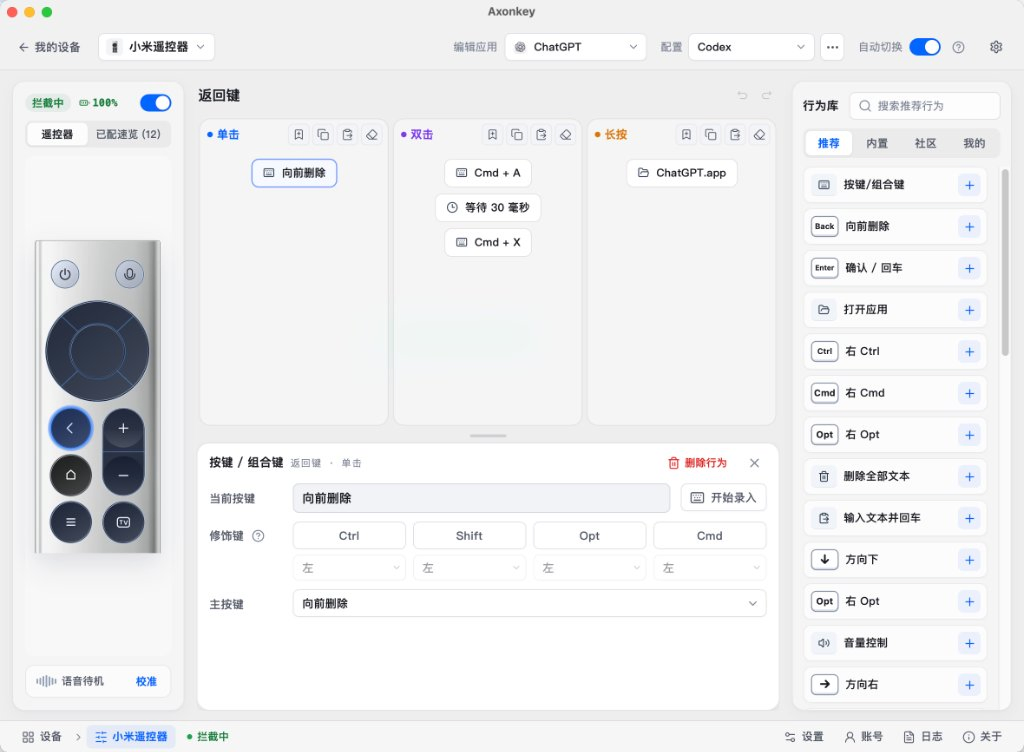 Axonkey
我的设备
小米遥控器
编辑应用
ChatGPT
配置
Codex
自动切换
拦截中
100%
遥控器
已配速览 (12)
TV
语音待机
校准
返回键
单击
向前删除
双击
Cmd + A
等待 30 毫秒
Cmd + X
长按
ChatGPT.app
按键 / 组合键 返回键 · 单击
删除行为
当前按键
向前删除
开始录入
修饰键
Ctrl
Shift
Opt
Cmd
左
左
左
左
主按键
向前删除
行为库
搜索推荐行为
推荐
内置
社区
我的
按键/组合键
Back 向前删除
Enter 确认 / 回车
打开应用
Ctrl 右 Ctrl
Cmd 右 Cmd
Opt 右 Opt
删除全部文本
输入文本并回车
方向下
Opt 右 Opt
音量控制
方向右
设备
小米遥控器
拦截中
设置
账号
日志
关于